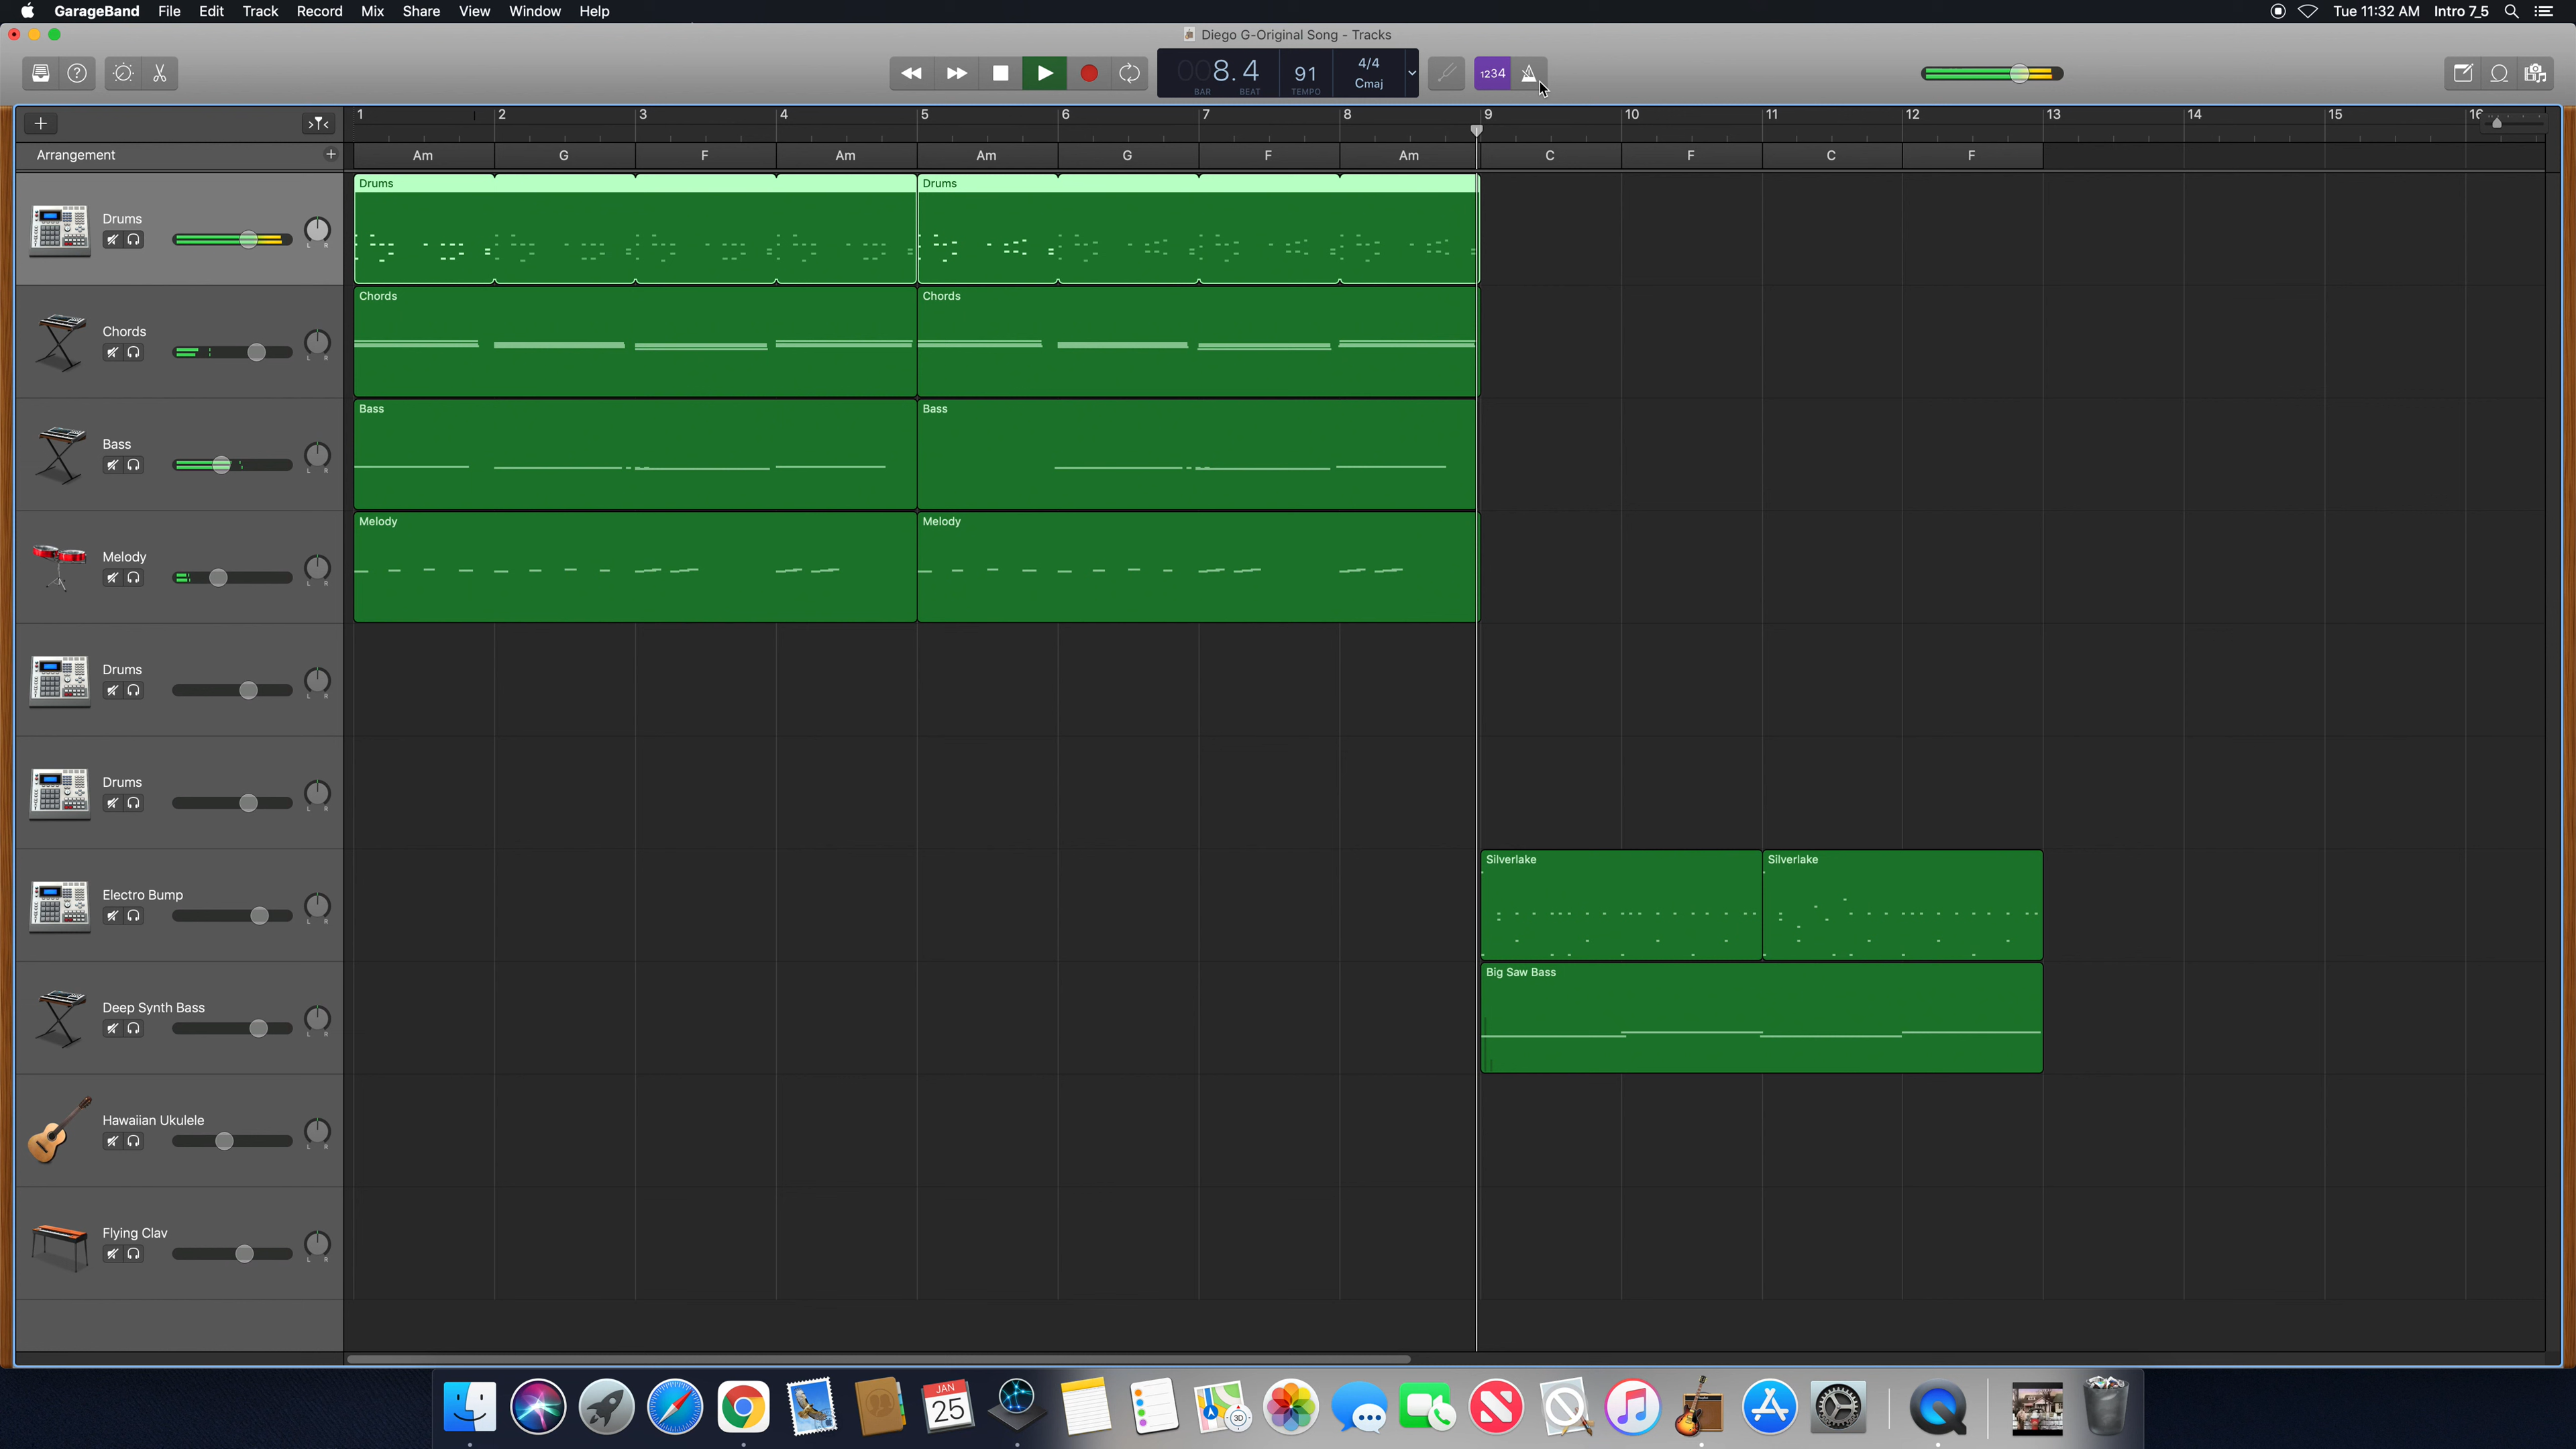 GarageBand File Edit Track Record Mix Share View Window Help Tue 11:32 AM Intro 7_5
Diego G-Original Song - Tracks
008.4 91 4/4
Cmaj
BAR BEAT TEMPO
1234
1 2 3 4 5 6 7 8 9 10 11 12 13 14 15 16
Arrangement Am G F Am Am G F Am C F C F
Drums Drums
Drums
L R
Chords Chords
Chords
L R
Bass Bass
Bass
L R
Melody Melody
Melody
L R
Drums
L R
Drums
L R
Silverlake Silverlake
Electro Bump
L R
Big Saw Bass
Deep Synth Bass
L R
Hawaiian Ukulele
L R
Flying Clav
L R
JAN
25
3D